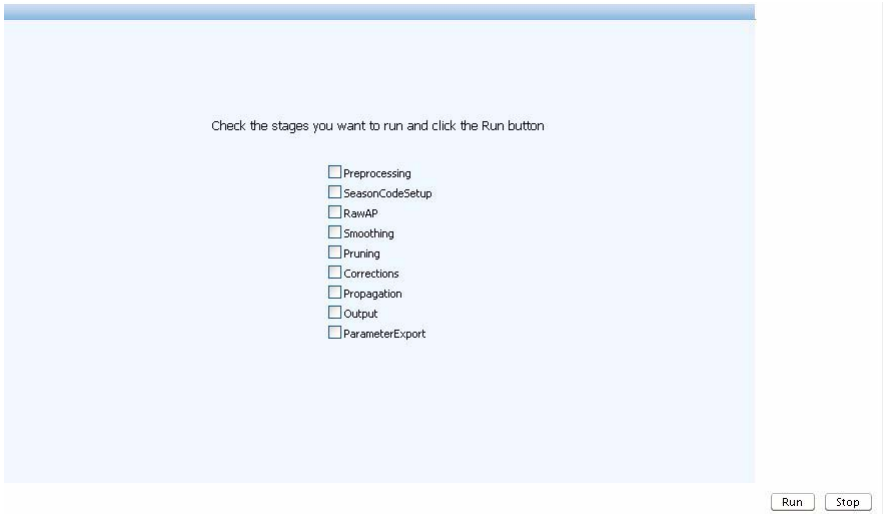 Check the stages you want to run and click the Run button
Preprocessing
SeasonCodeSetup
RawAP
Smoothing
Pruning
Corrections
Propagation
Output
ParameterExport
Run Stop